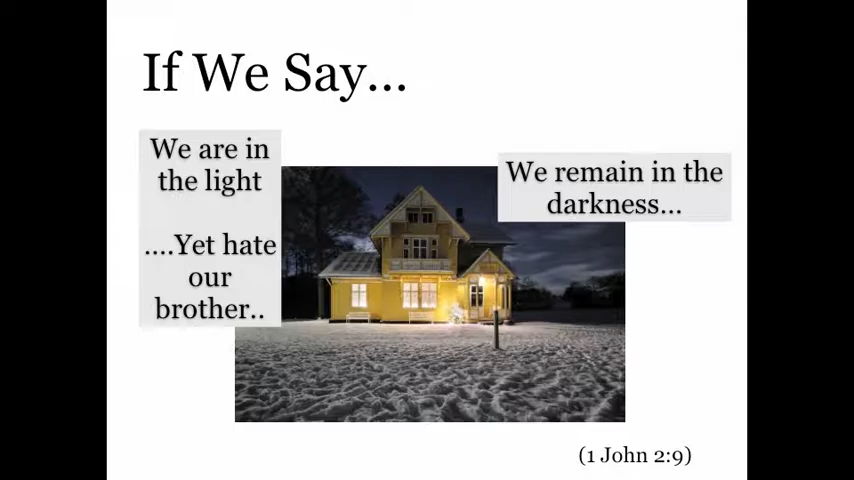 If We Say...
We are in
the light
....Yet hate
our
brother..
We remain in the
darkness...
(1 John 2:9)